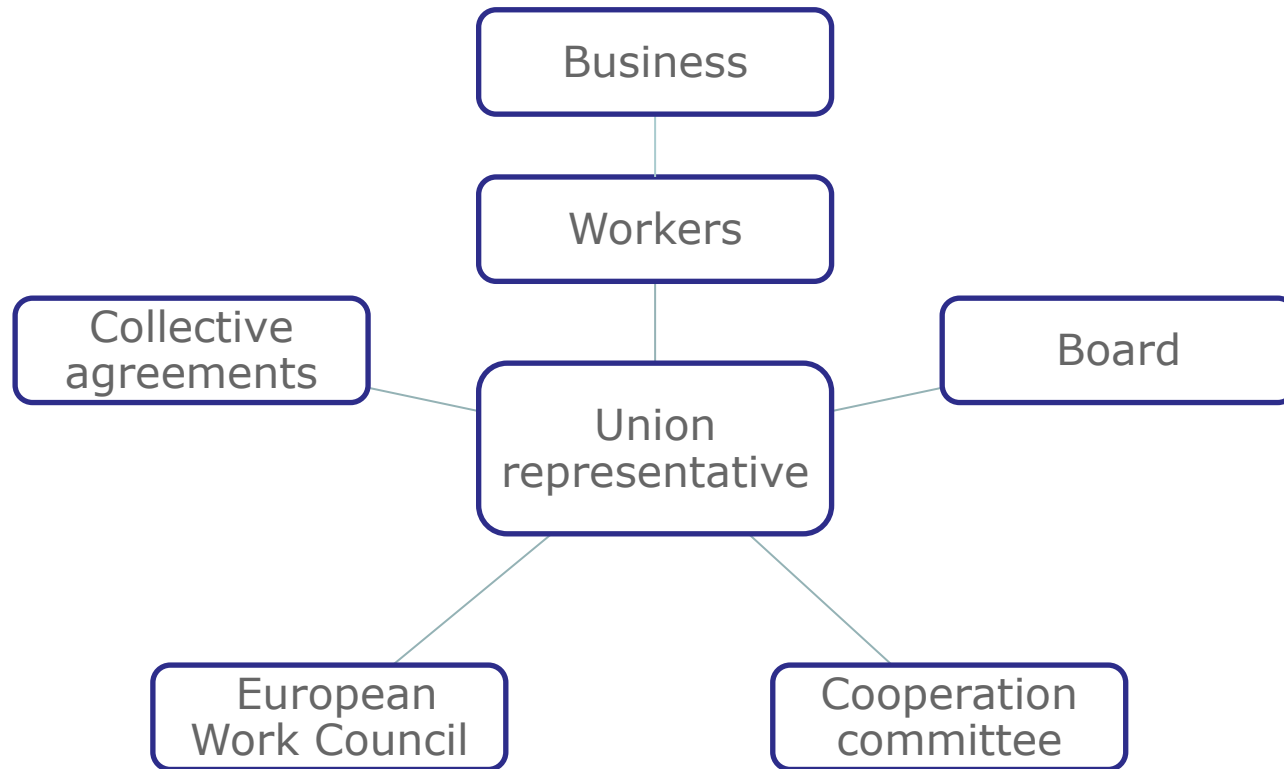 Business
Workers
Collective
agreements
Board
Union
representative
European
Work Council
Cooperation
committee